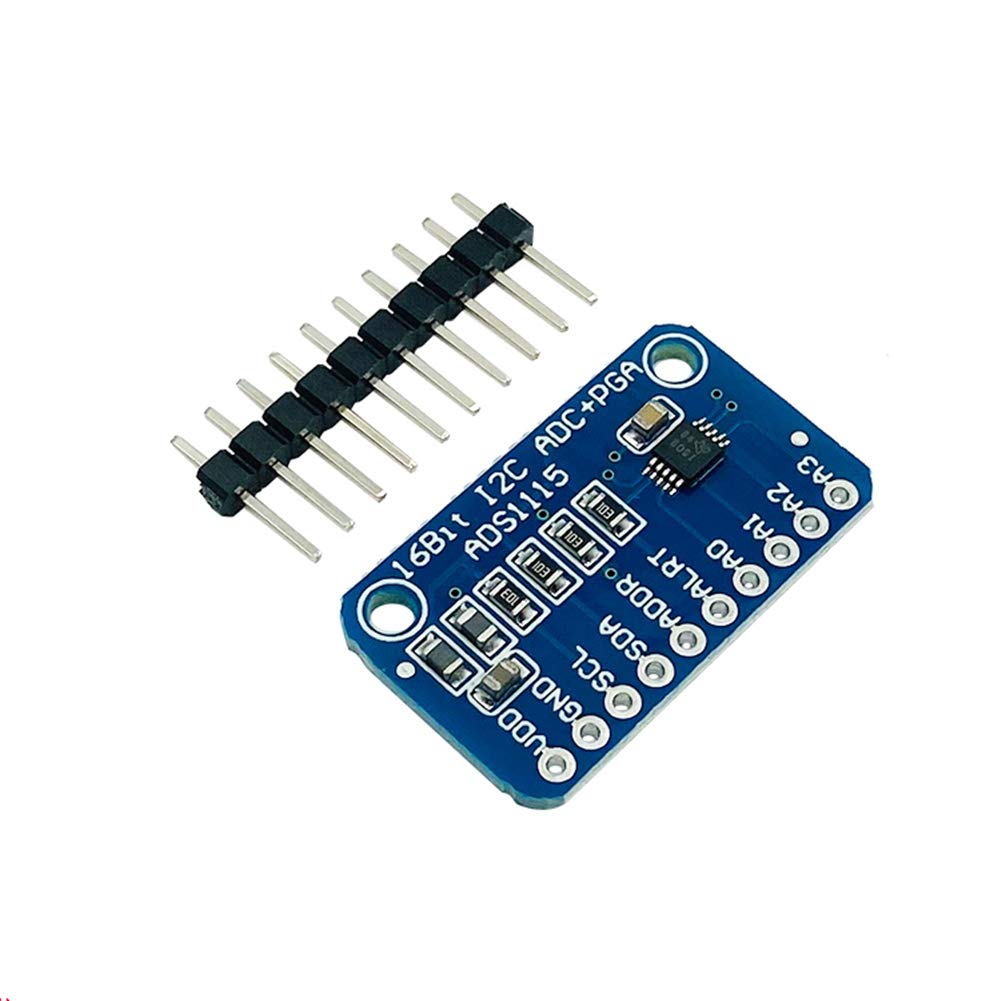 16Bit I2C ADC+PGA
ADS1115
103
103
103
103
VDD
GND
SCL
SDA
ADDR
ALRT
A0
A1
A2
A3